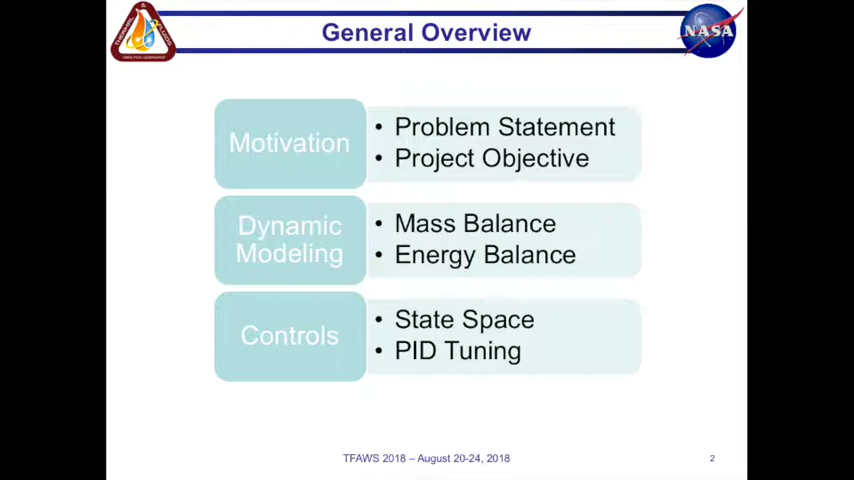 General Overview
NASA
Motivation
• Problem Statement
• Project Objective
Dynamic
Modeling
• Mass Balance
• Energy Balance
Controls
• State Space
• PID Tuning
TFAWS 2018 – August 20-24, 2018
2